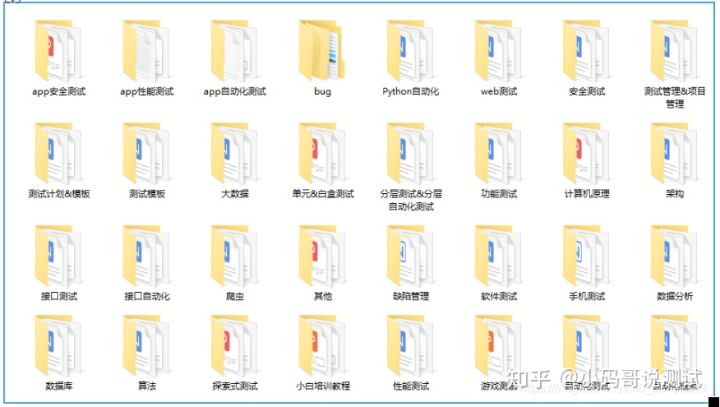 app安全测试
app性能测试
app自动化测试
bug
Python自动化
web测试
安全测试
测试管理&项目
管理
测试计划&模板
测试模板
大数据
单元&白盒测试
分层测试&分层
自动化测试
功能测试
计算机原理
架构
接口测试
接口自动化
爬虫
其他
缺陷管理
软件测试
手机测试
数据分析
数据库
算法
探索式测试
小白培训教程
性能测试
游戏测试
自动化测试
知乎 @小码哥说测试